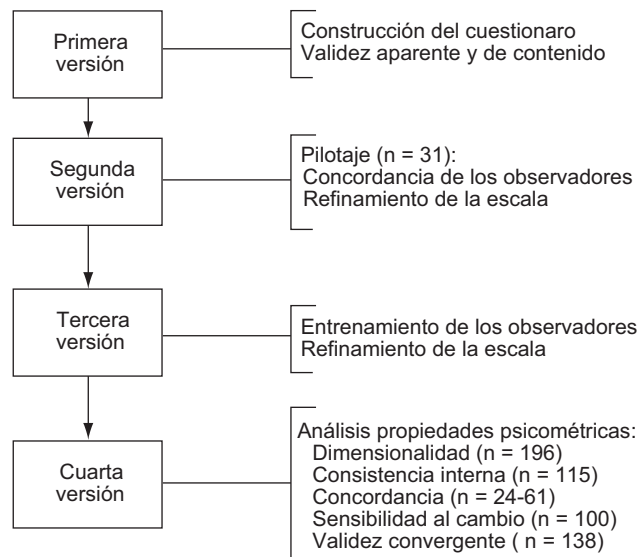 Primera
versión
Construcción del cuestionaro
Validez aparente y de contenido
Segunda
versión
Pilotaje (n = 31):
Concordancia de los observadores
Refinamiento de la escala
Tercera
versión
Entrenamiento de los observadores
Refinamiento de la escala
Cuarta
versión
Análisis propiedades psicométricas:
Dimensionalidad (n = 196)
Consistencia interna (n = 115)
Concordancia (n = 24-61)
Sensibilidad al cambio (n = 100)
Validez convergente ( n = 138)